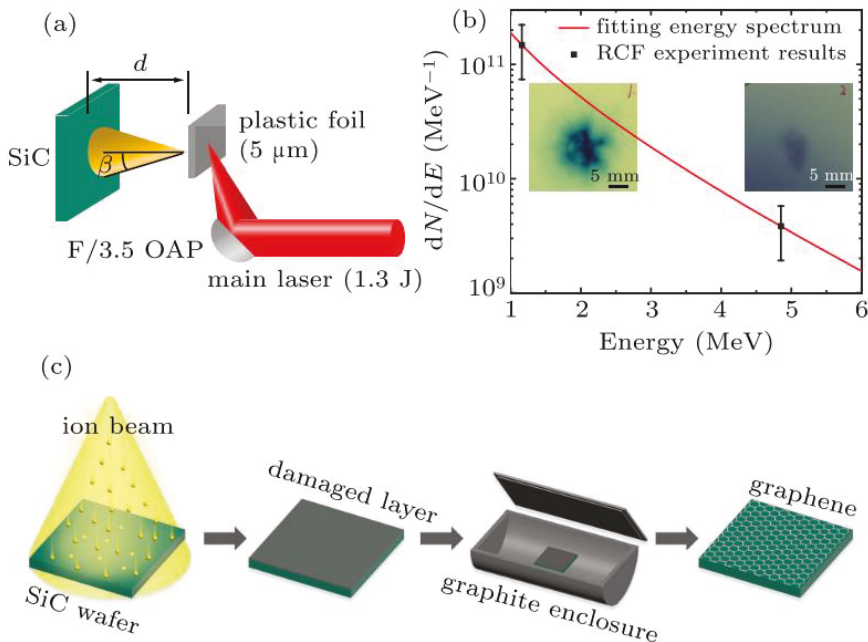 (a)
d
SiC
β
plastic foil
(5 μm)
F/3.5 OAP
main laser (1.3 J)
(b)
fitting energy spectrum
RCF experiment results
1
2
5 mm
5 mm
10¹¹
10¹⁰
10⁹
dN/dE (MeV⁻¹)
1 2 3 4 5 6
Energy (MeV)
(c)
ion beam
SiC wafer
damaged layer
graphite enclosure
graphene